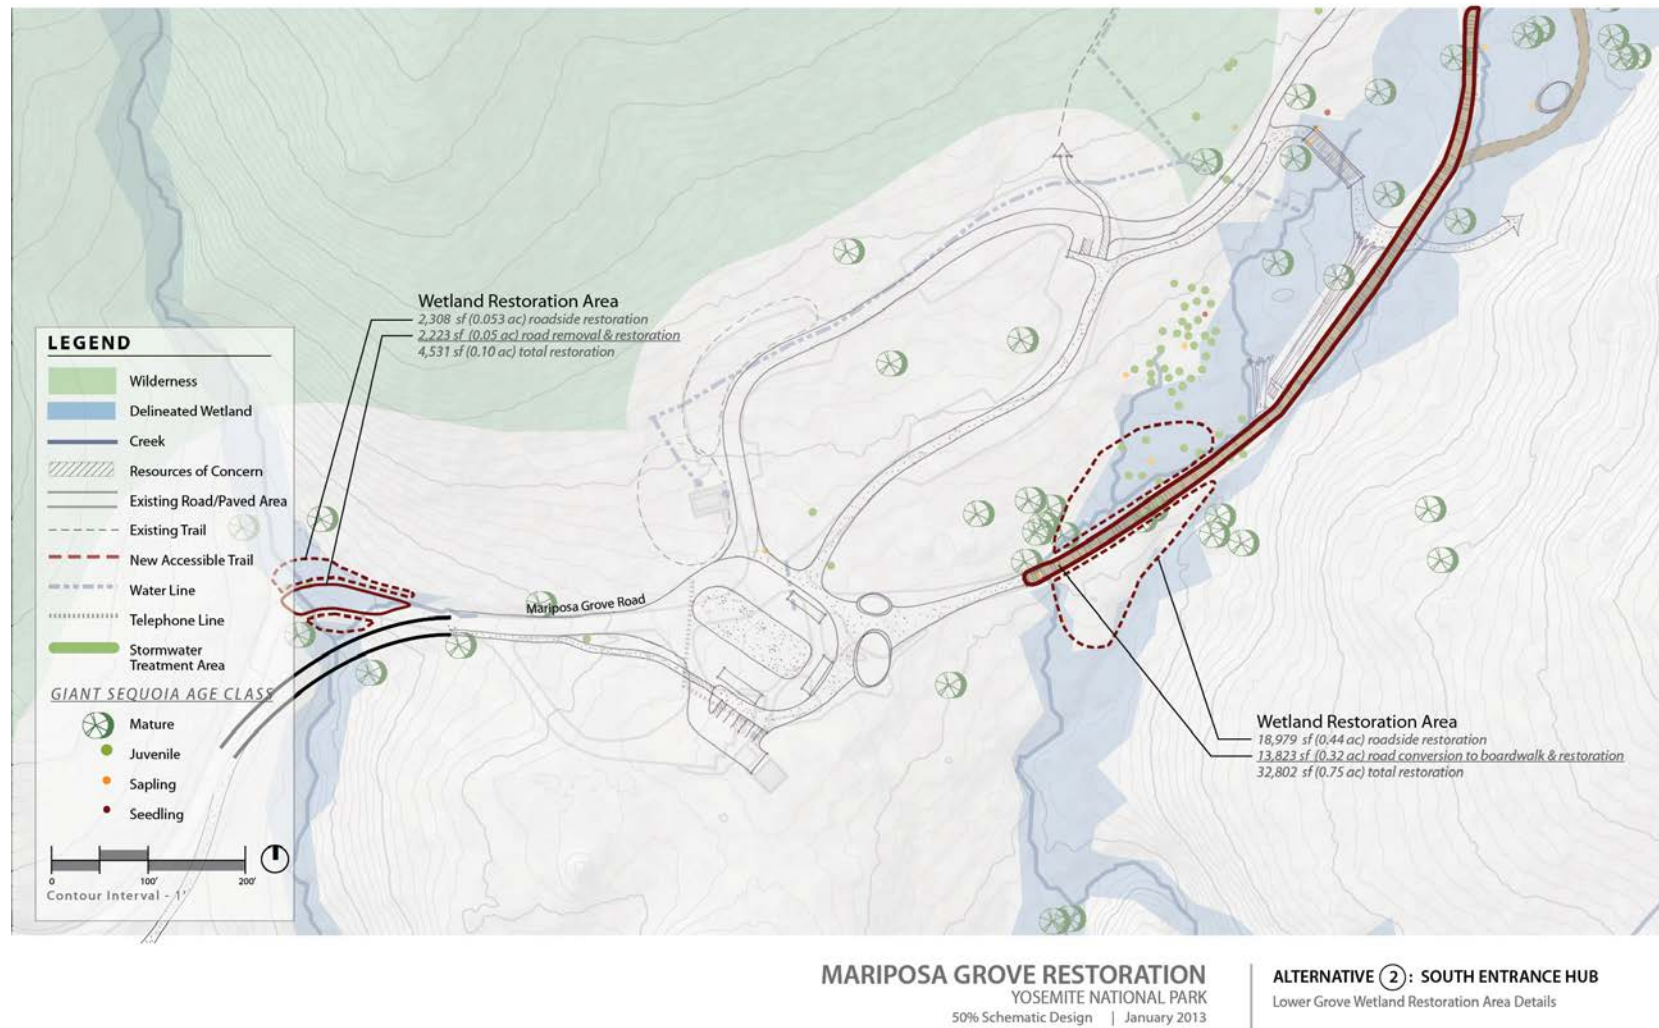 Wetland Restoration Area
2,308 sf (0.053 ac) roadside restoration
2,223 sf (0.05 ac) road removal & restoration
4,531 sf (0.10 ac) total restoration
LEGEND
Wilderness
Delineated Wetland
Creek
Resources of Concern
Existing Road/Paved Area
Existing Trail
New Accessible Trail
Water Line
Telephone Line
Stormwater
Treatment Area
GIANT SEQUOIA AGE CLASS
Mature
Juvenile
Sapling
Seedling
0 100' 200'
Contour Interval - 1'
Mariposa Grove Road
Wetland Restoration Area
18,979 sf (0.44 ac) roadside restoration
13,823 sf (0.32 ac) road conversion to boardwalk & restoration
32,802 sf (0.75 ac) total restoration
MARIPOSA GROVE RESTORATION
YOSEMITE NATIONAL PARK
50% Schematic Design | January 2013
ALTERNATIVE 2: SOUTH ENTRANCE HUB
Lower Grove Wetland Restoration Area Details